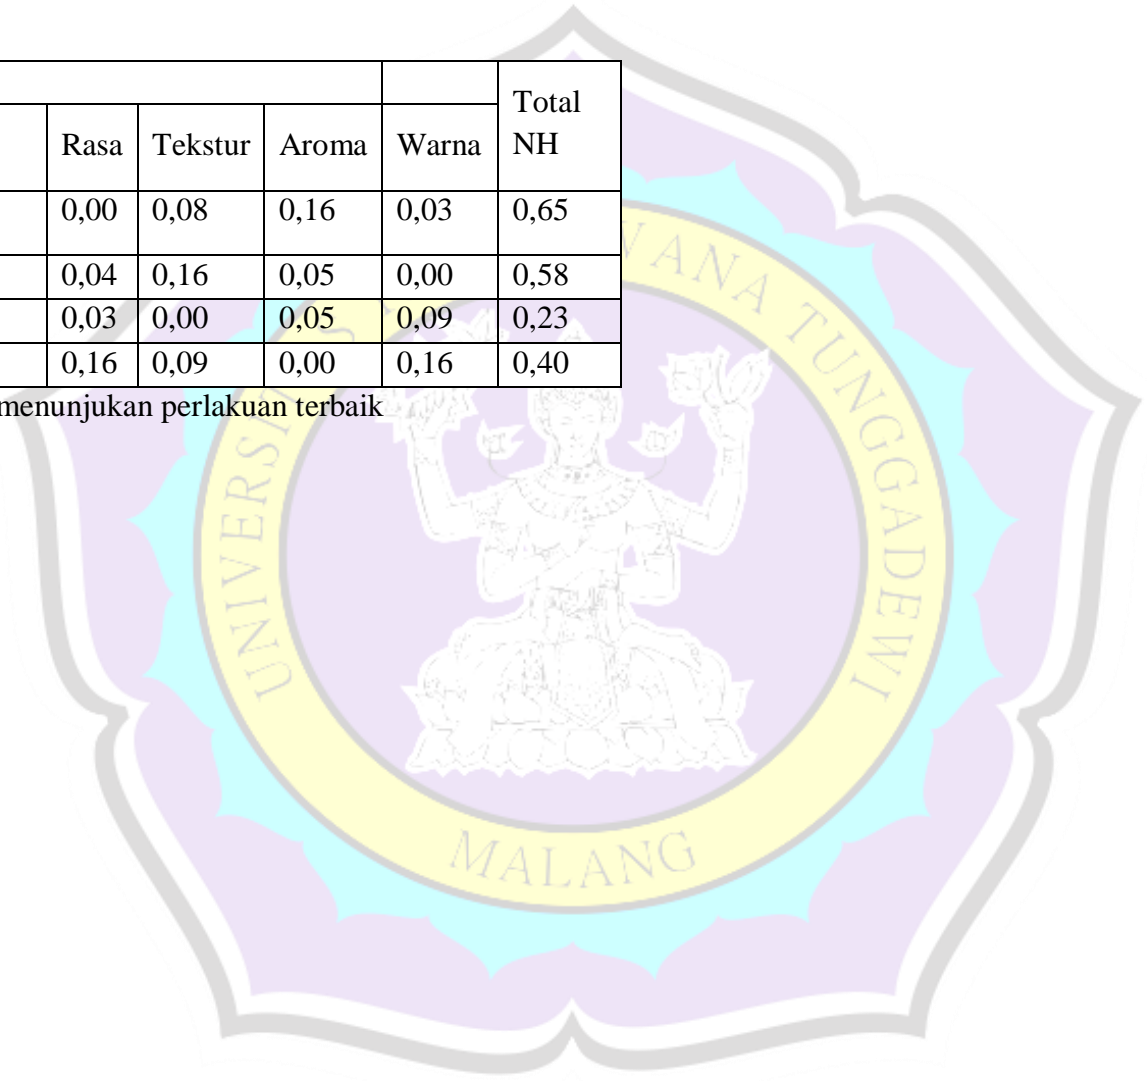 Total
NH
Rasa Tekstur Aroma Warna
0,00 0,08 0,16 0,03 0,65
0,04 0,16 0,05 0,00 0,58
0,03 0,00 0,05 0,09 0,23
0,16 0,09 0,00 0,16 0,40
menunjukan perlakuan terbaik
TUNGGADEWI
MALANG